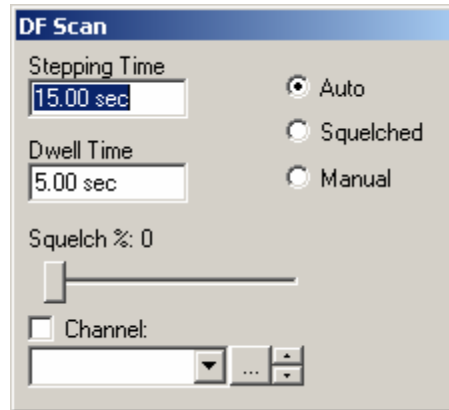 DF Scan
Stepping Time
15.00 sec
Auto
Squelched
Dwell Time
5.00 sec
Manual
Squelch %: 0
Channel:
...